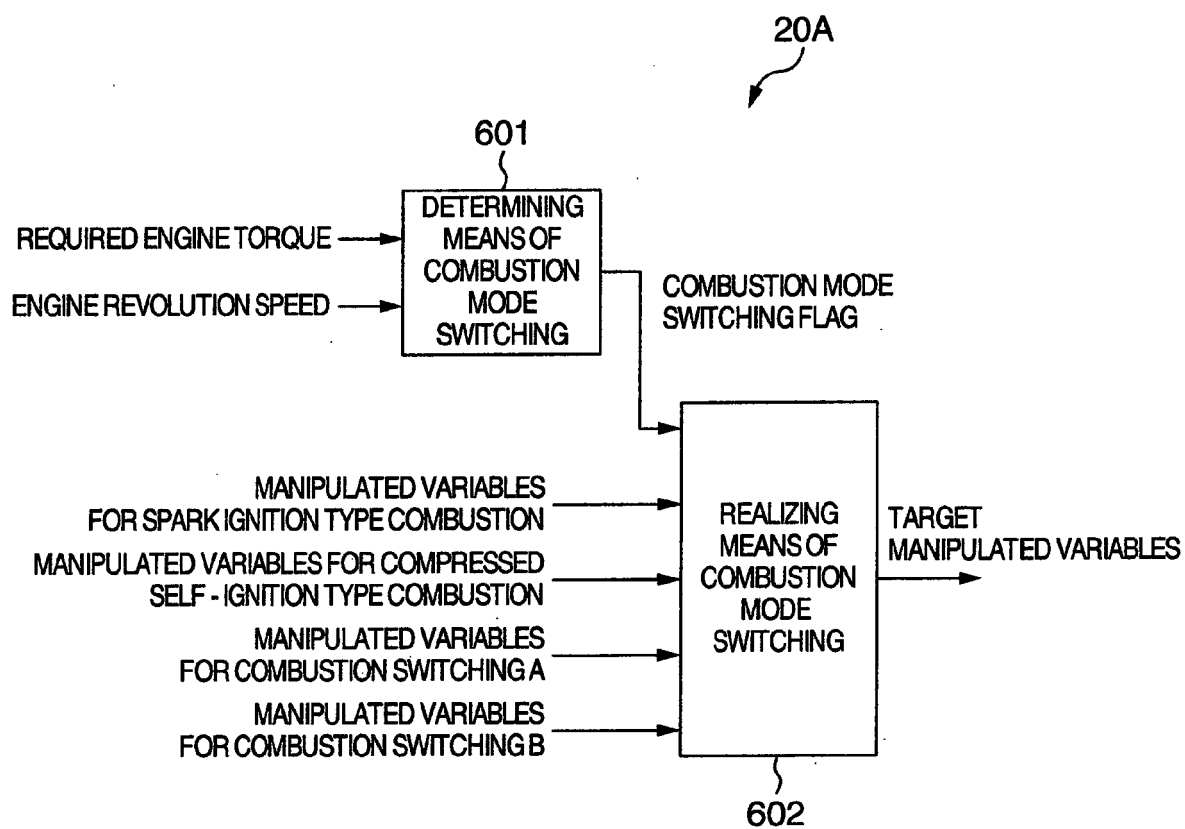 20A
601
DETERMINING
MEANS OF
COMBUSTION
MODE
SWITCHING
REQUIRED ENGINE TORQUE
ENGINE REVOLUTION SPEED
COMBUSTION MODE
SWITCHING FLAG
MANIPULATED VARIABLES
FOR SPARK IGNITION TYPE COMBUSTION
MANIPULATED VARIABLES FOR COMPRESSED
SELF - IGNITION TYPE COMBUSTION
MANIPULATED VARIABLES
FOR COMBUSTION SWITCHING A
MANIPULATED VARIABLES
FOR COMBUSTION SWITCHING B
REALIZING
MEANS OF
COMBUSTION
MODE
SWITCHING
TARGET
MANIPULATED VARIABLES
602